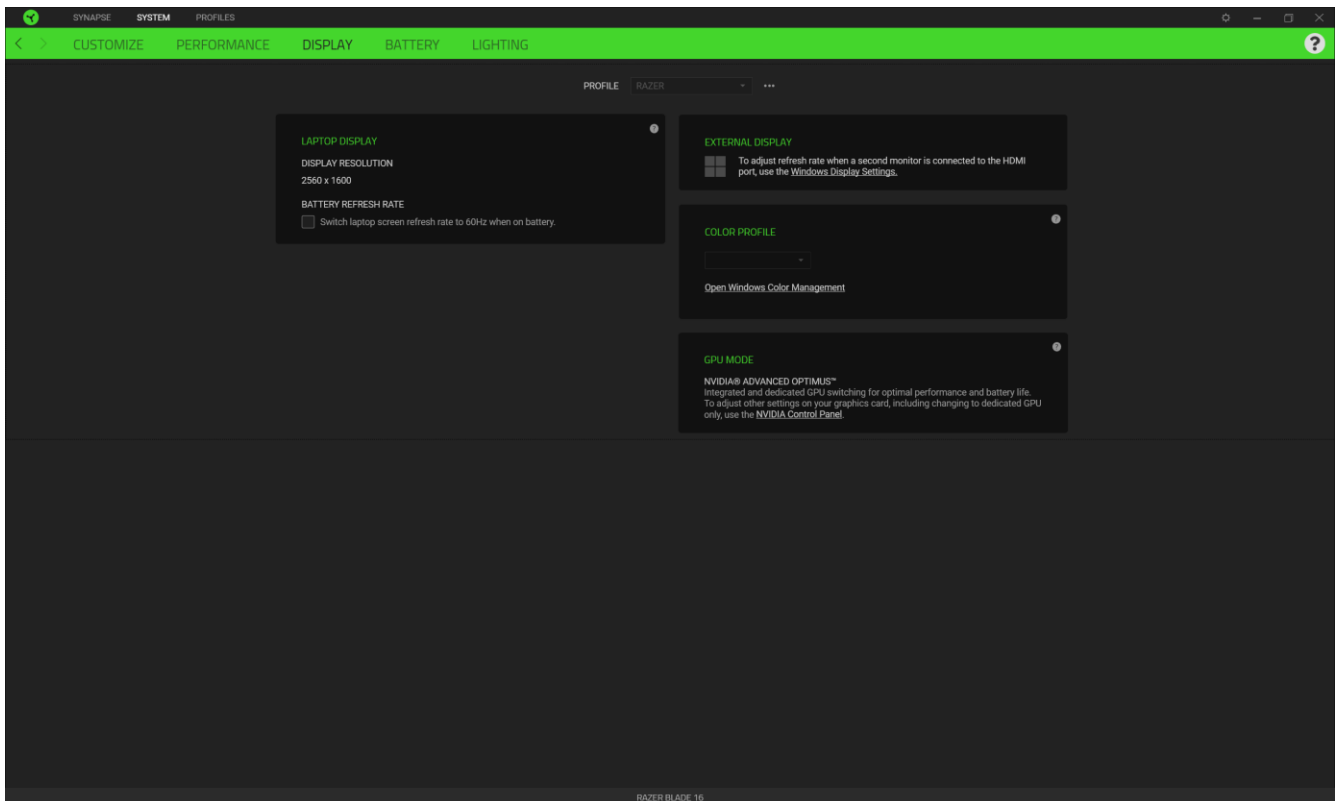 SYNAPSE SYSTEM PROFILES
CUSTOMIZE PERFORMANCE DISPLAY BATTERY LIGHTING
?
PROFILE RAZER
LAPTOP DISPLAY
DISPLAY RESOLUTION
2560 x 1600
BATTERY REFRESH RATE
Switch laptop screen refresh rate to 60Hz when on battery.
EXTERNAL DISPLAY
To adjust refresh rate when a second monitor is connected to the HDMI
port, use the Windows Display Settings.
COLOR PROFILE
Open Windows Color Management
GPU MODE
NVIDIA® ADVANCED OPTIMUS™
Integrated and dedicated GPU switching for optimal performance and battery life.
To adjust other settings on your graphics card, including changing to dedicated GPU
only, use the NVIDIA Control Panel.
RAZER BLADE 16